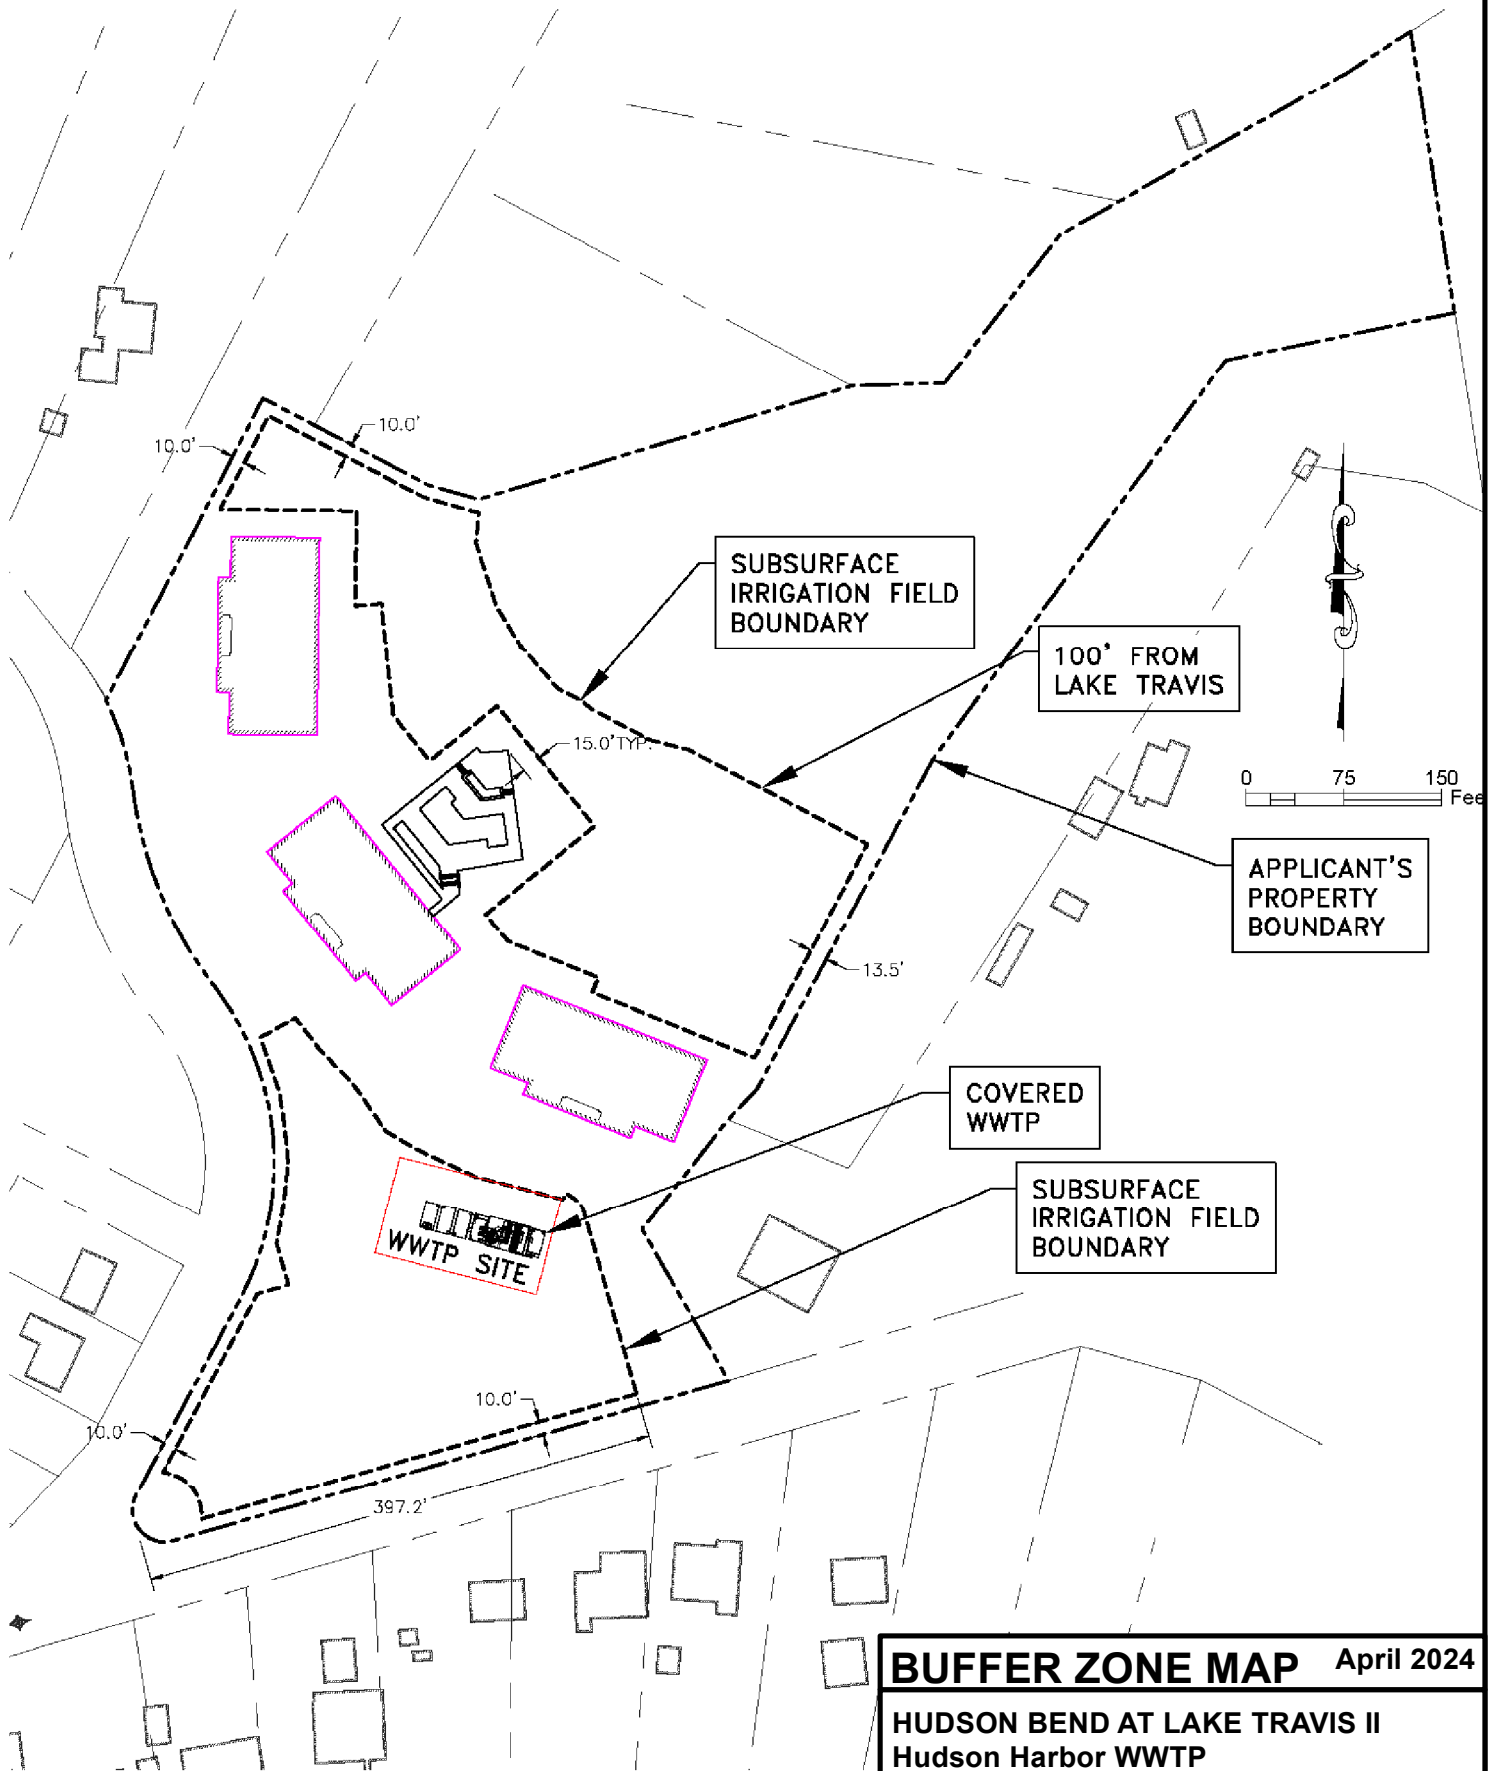 10.0'
10.0'
SUBSURFACE
IRRIGATION FIELD
BOUNDARY
100' FROM
LAKE TRAVIS
15.0'TYP.
0 75 150
Fee
APPLICANT'S
PROPERTY
BOUNDARY
13.5'
COVERED
WWTP
SUBSURFACE
IRRIGATION FIELD
BOUNDARY
WWTP SITE
10.0'
10.0'
397.2'
BUFFER ZONE MAP April 2024
HUDSON BEND AT LAKE TRAVIS II
Hudson Harbor WWTP